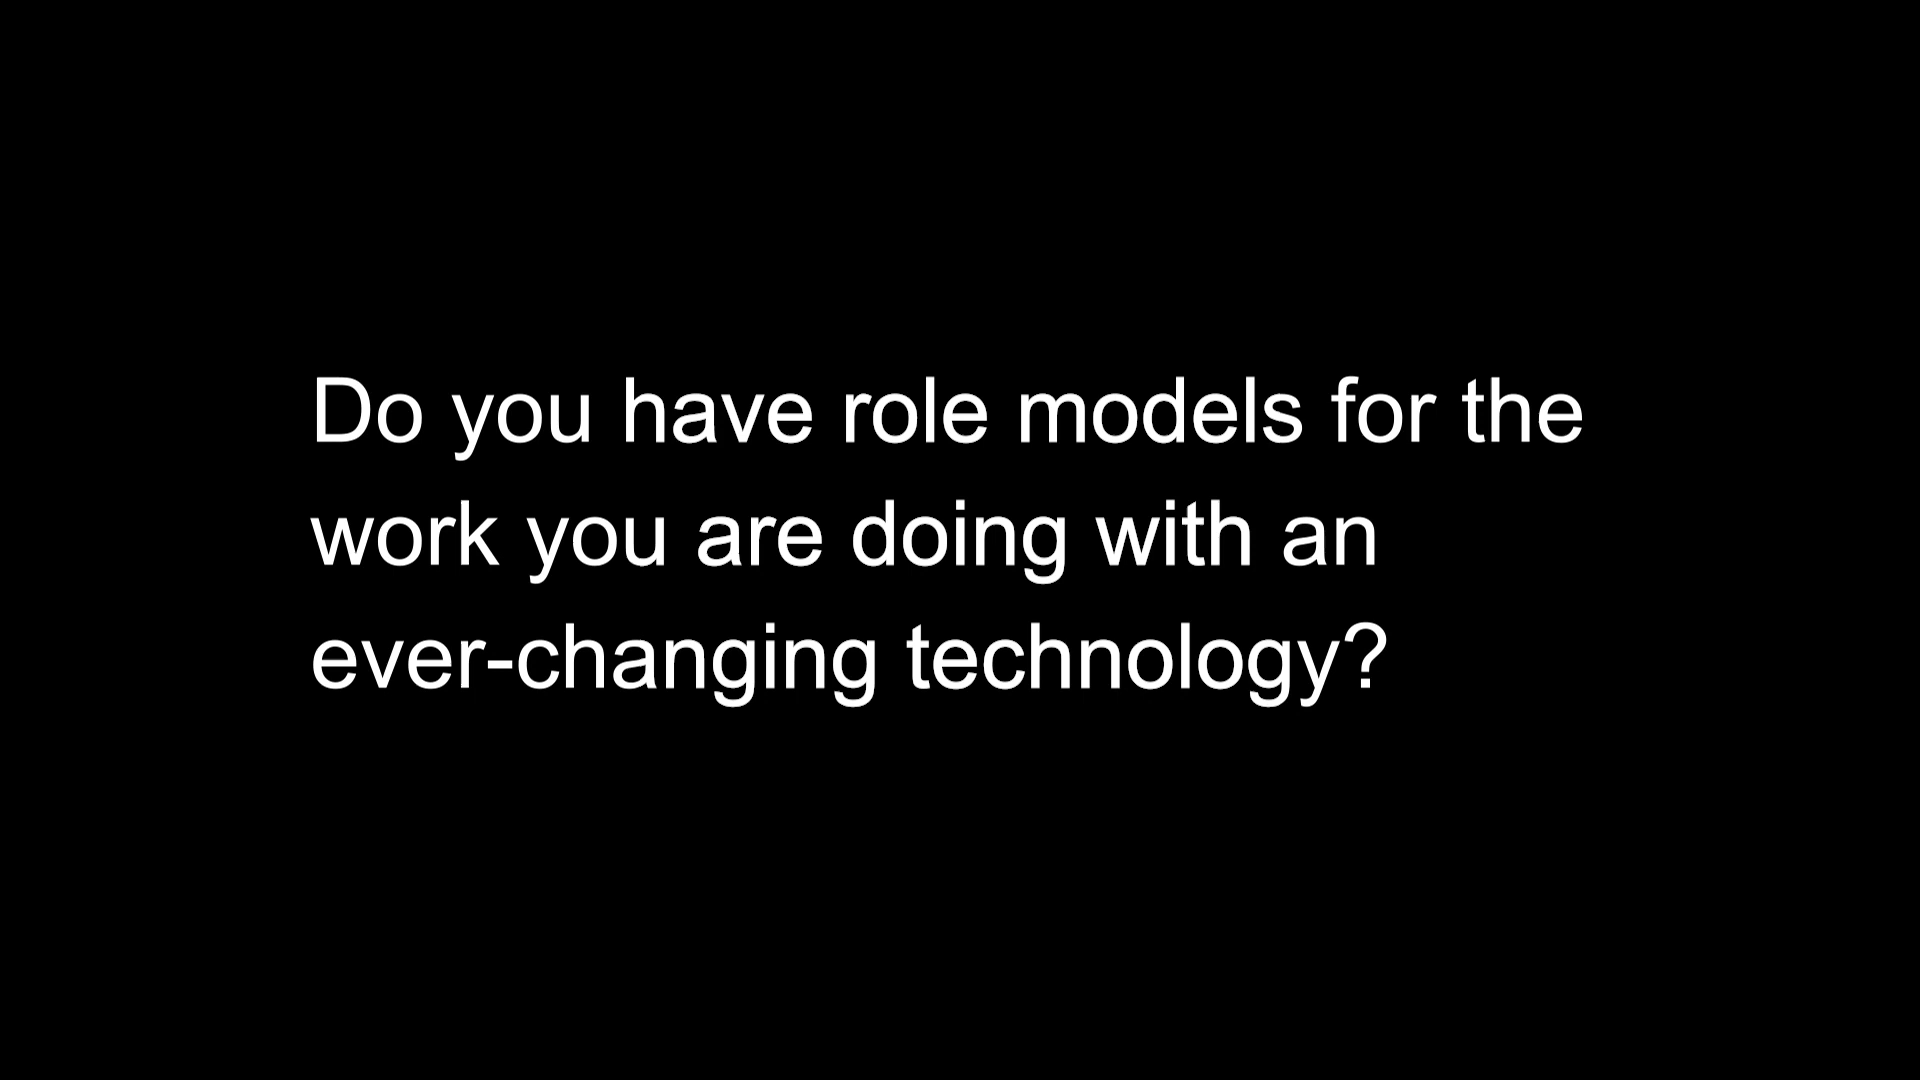 Do you have role models for the
work you are doing with an
ever-changing technology?